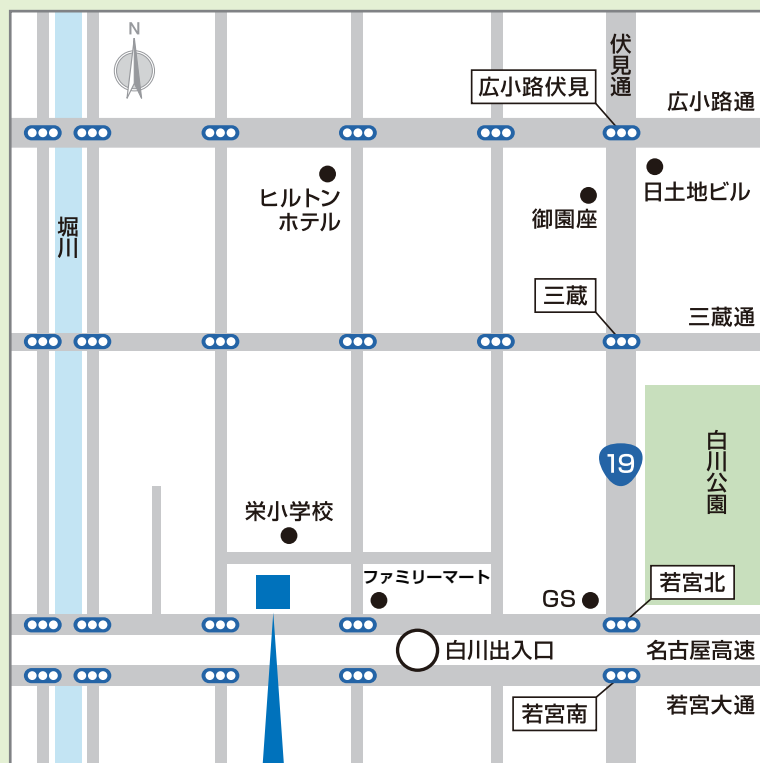 N
伏見通
広小路伏見
広小路通
ヒルトン
ホテル
日土地ビル
御園座
堀川
三蔵
三蔵通
19
白川公園
栄小学校
ファミリーマート
若宮北
GS
白川出入口
名古屋高速
若宮南
若宮大通